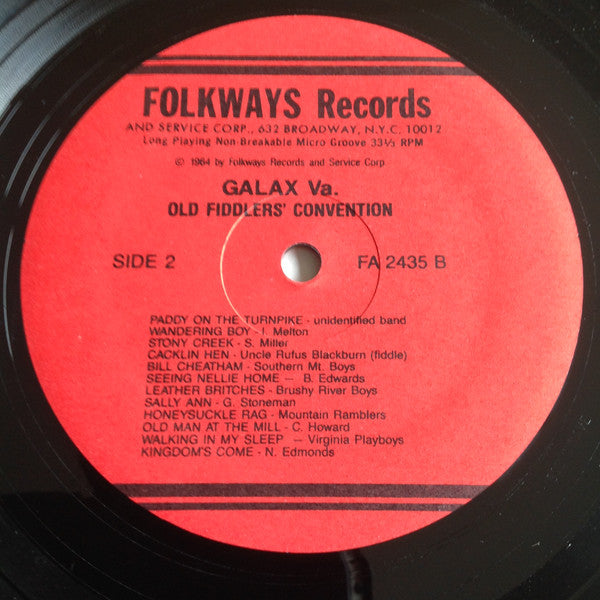 FOLKWAYS Records
AND SERVICE CORP., 632 BROADWAY, N.Y.C. 10012
Long Playing Non-Breakable Micro Groove 33⅓ RPM
© 1964 by Folkways Records and Service Corp
GALAX Va.
OLD FIDDLERS' CONVENTION
SIDE 2 FA 2435 B
PADDY ON THE TURNPIKE - unidentified band
WANDERING BOY - I. Melton
STONY CREEK - S. Miller
CACKLIN HEN - Uncle Rufus Blackburn (fiddle)
BILL CHEATHAM - Southern Mt. Boys
SEEING NELLIE HOME — B. Edwards
LEATHER BRITCHES - Brushy River Boys
SALLY ANN - G. Stoneman
HONEYSUCKLE RAG - Mountain Ramblers
OLD MAN AT THE MILL - C. Howard
WALKING IN MY SLEEP — Virginia Playboys
KINGDOM'S COME - N. Edmonds